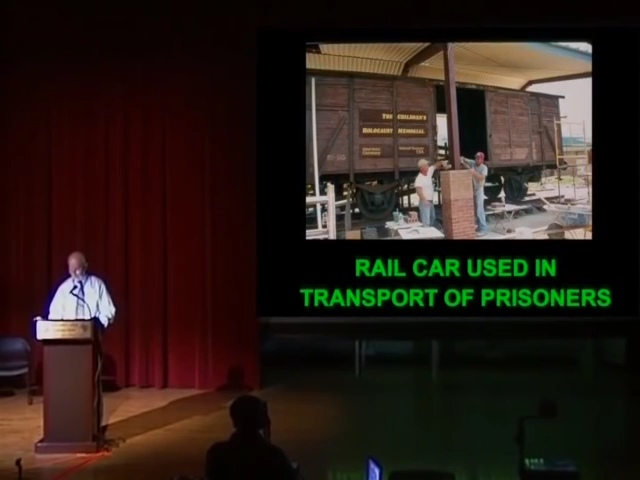 THE CHILDREN'S
HOLOCAUST MEMORIAL
RAIL CAR USED IN
TRANSPORT OF PRISONERS